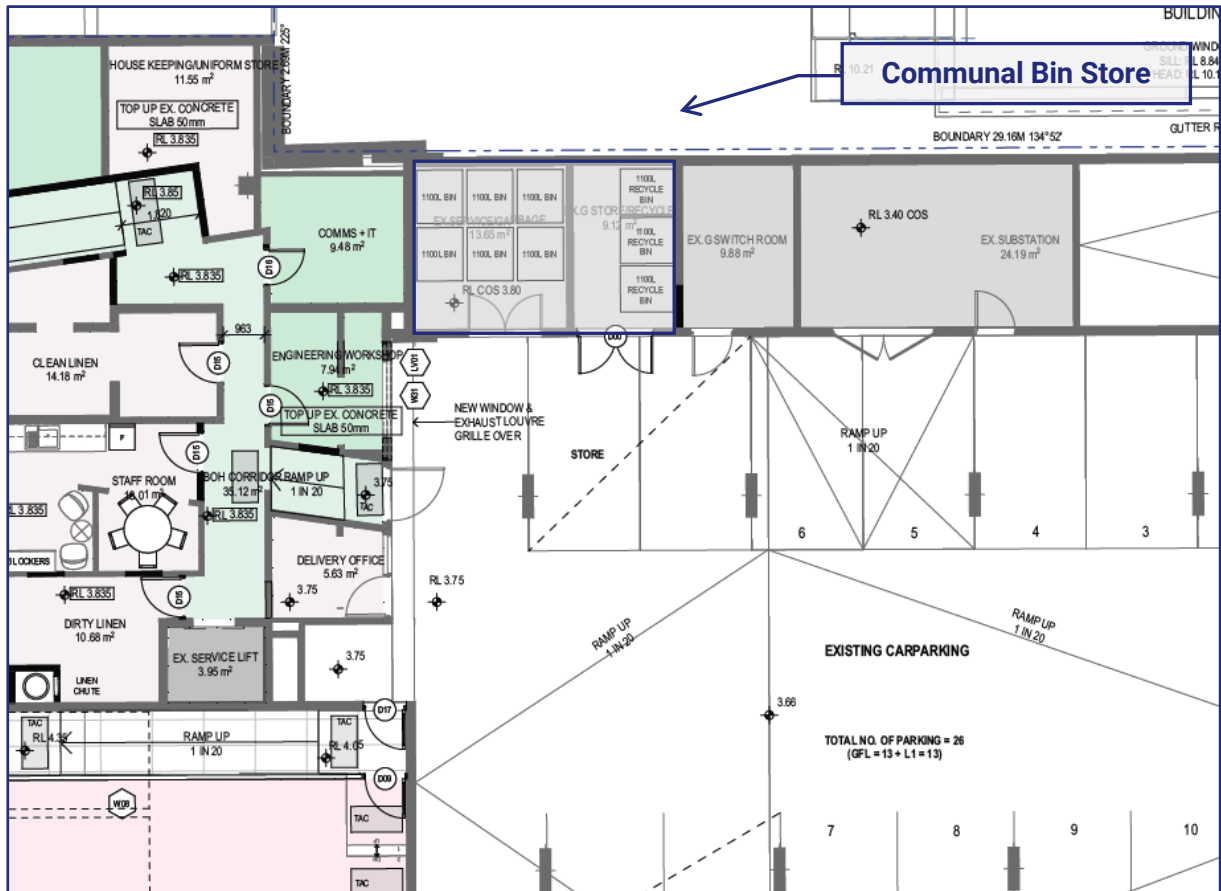 BUILDIN
HOUSE KEEPING/UNIFORM STORE
11.55 m²
TOP UP EX. CONCRETE
SLAB 50mm
RL 3.835
BOUNDARY 2.69M 225°
RL 10.21
Communal Bin Store
GROUND WINDO
SILL: RL 8.84
HEAD: RL 10.1
BOUNDARY 29.16M 134°52'
GUTTER R
RL 3.85
1,820
TAC
RL 3.835
COMMS + IT
9.48 m²
D16
1100L BIN
1100L BIN
1100L BIN
EX.SERVICE/GARBAGE
13.65 m²
1100L BIN
1100L BIN
1100L BIN
RL COS 3.80
EX.G STORE/RECYCLE
9.12 m²
1100L
RECYCLE
BIN
1100L
RECYCLE
BIN
1100L
RECYCLE
BIN
EX.G SWITCH ROOM
9.88 m²
RL 3.40 COS
EX.SUBSTATION
24.19 m²
963
CLEAN LINEN
14.18 m²
D15
ENGINEERING WORKSHOP
7.94 m²
RL 3.835
D15
TOP UP EX. CONCRETE
SLAB 50mm
LV01
W31
D00
NEW WINDOW &
EXHAUST LOUVRE
GRILLE OVER
STORE
RAMP UP
1 IN 20
6
5
4
3
F
D15
STAFF ROOM
BOH CORRIDOR
35.12 m²
RL 3.835
RAMP UP
1 IN 20
3.75
TAC
RL 3.835
LOCKERS
DELIVERY OFFICE
5.63 m²
3.75
RL 3.75
RL 3.835
D15
DIRTY LINEN
10.68 m²
LINEN
CHUTE
EX. SERVICE LIFT
3.95 m²
3.75
RAMP UP
1 IN 20
RAMP UP
1 IN 20
EXISTING CARPARKING
3.66
TOTAL NO. OF PARKING = 26
(GFL = 13 + L1 = 13)
TAC
RL 4.35
RAMP UP
1 IN 20
TAC
RL 4.05
D17
D09
W08
TAC
TAC
7
8
9
10